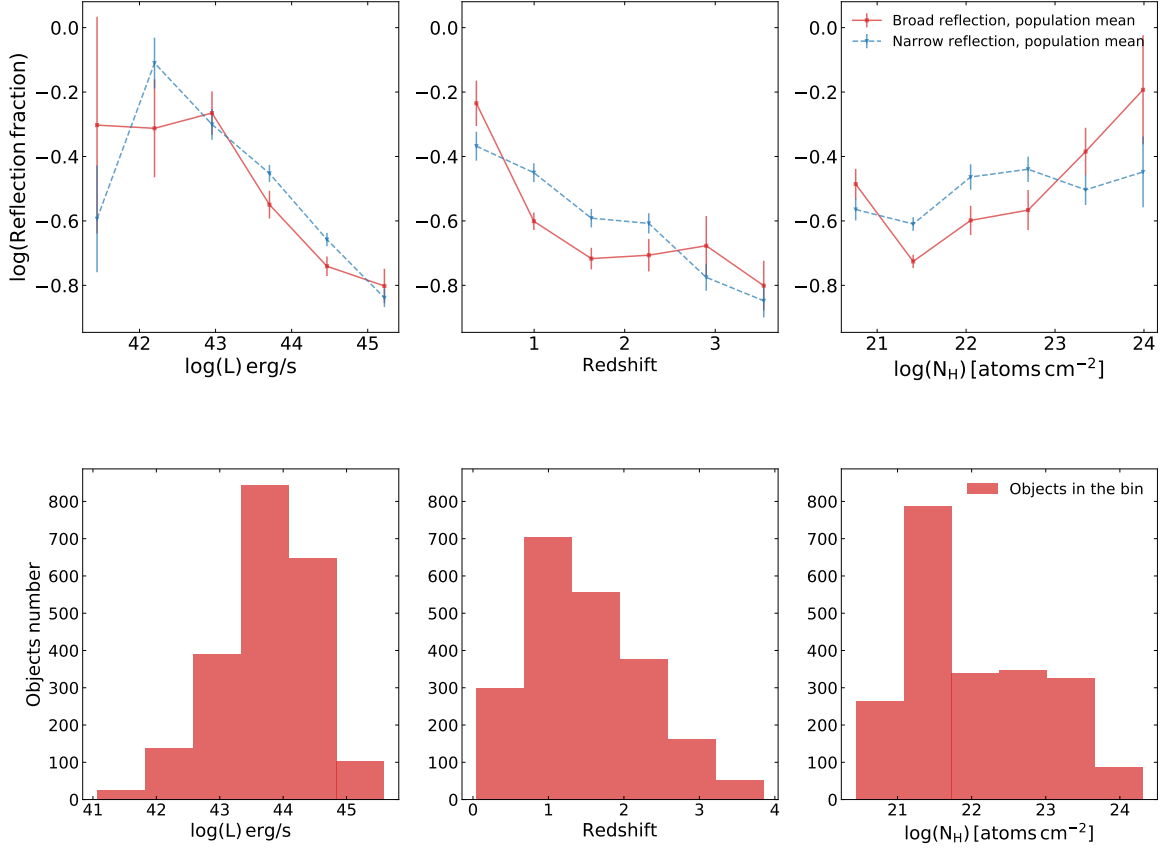 log(Reflection fraction)
0.0
−0.2
−0.4
−0.6
−0.8
42 43 44 45
log(L) erg/s
0.0
−0.2
−0.4
−0.6
−0.8
1 2 3
Redshift
Broad reflection, population mean
Narrow reflection, population mean
0.0
−0.2
−0.4
−0.6
−0.8
21 22 23 24
log(N_H) [atoms cm⁻²]
Objects number
800
700
600
500
400
300
200
100
0
41 42 43 44 45
log(L) erg/s
800
700
600
500
400
300
200
100
0
0 1 2 3 4
Redshift
Objects in the bin
800
700
600
500
400
300
200
100
0
21 22 23 24
log(N_H) [atoms cm⁻²]